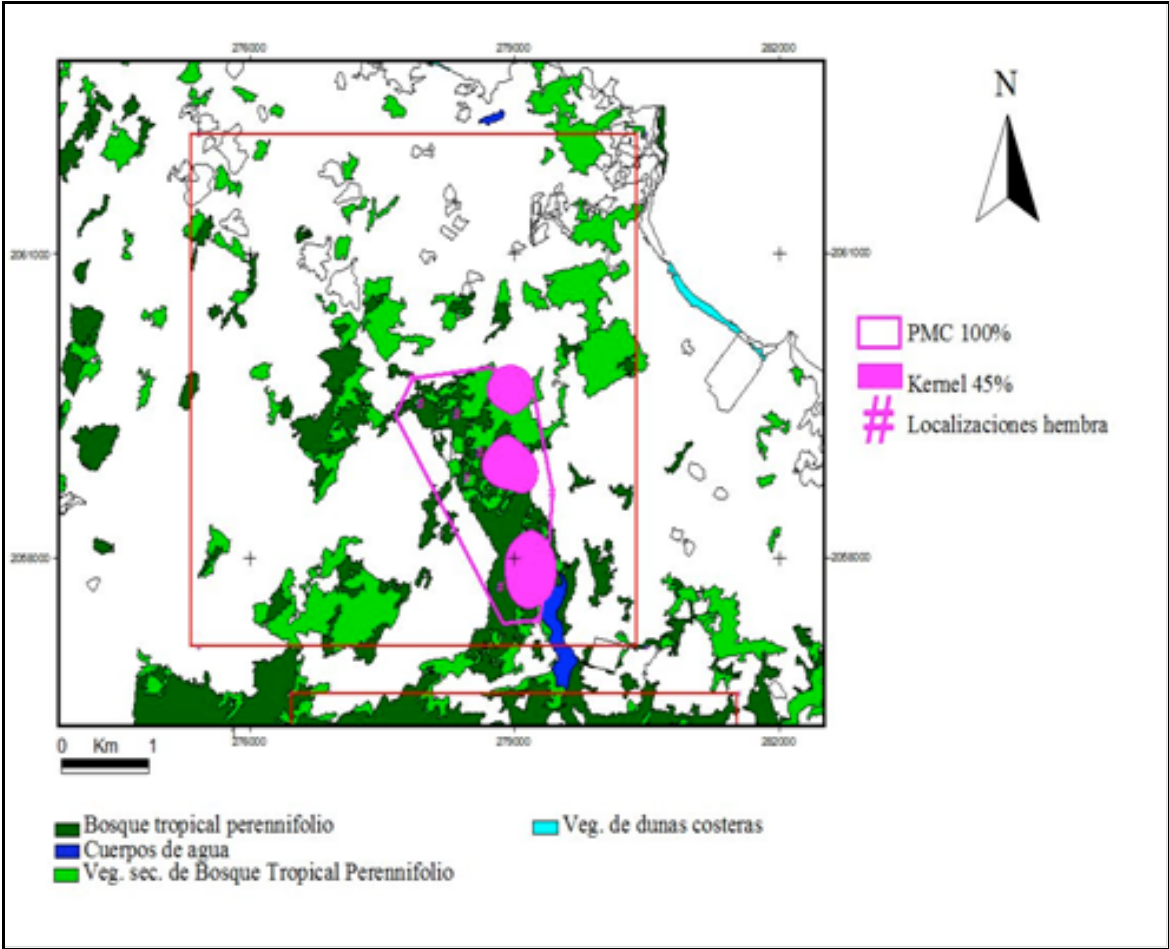 276000 279000 282000
N
2061000 2061000
PMC 100%
Kernel 45%
# Localizaciones hembra
2058000 2058000
0 Km 1
276000 279000 282000
Bosque tropical perennifolio
Veg. de dunas costeras
Cuerpos de agua
Veg. sec. de Bosque Tropical Perennifolio